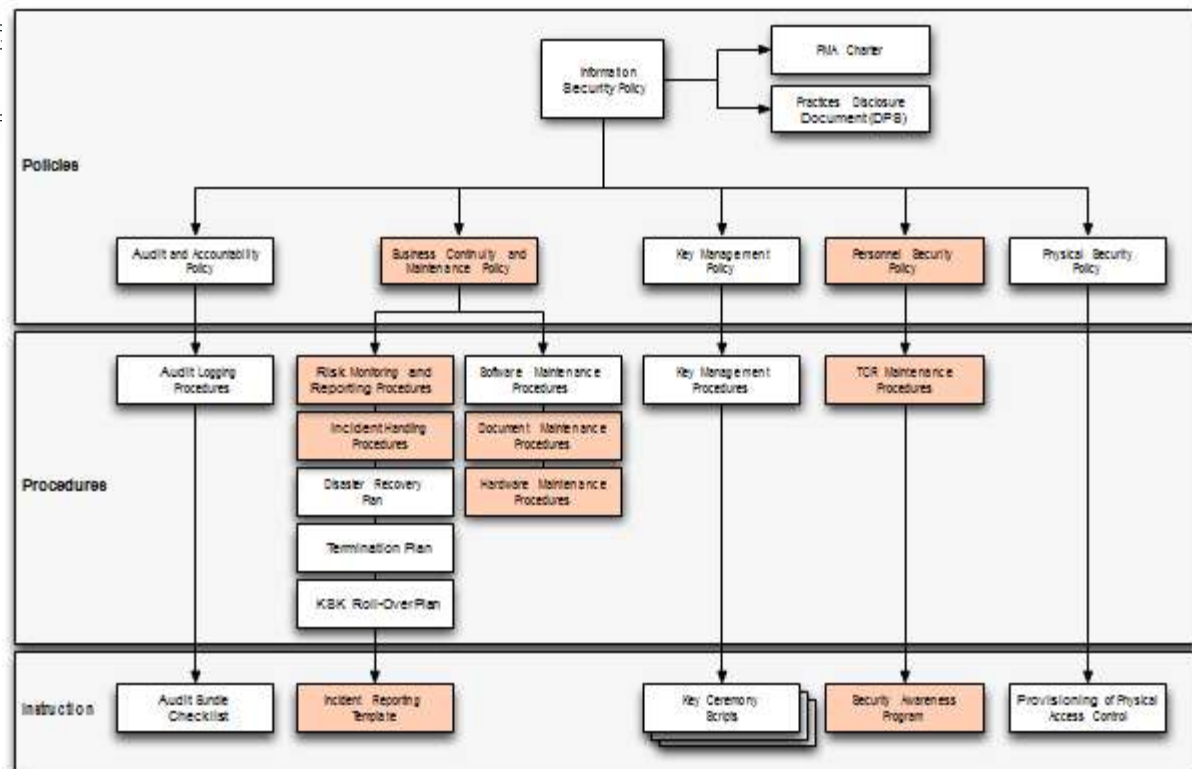 Information
Security Policy
PMA Charter
Practices Disclosure
Document (DPS)
Policies
Audit and Accountability
Policy
Business Continuity and
Maintenance Policy
Key Management
Policy
Personnel Security
Policy
Physical Security
Policy
Audit Logging
Procedures
Risk Monitoring and
Reporting Procedures
Software Maintenance
Procedures
Key Management
Procedures
TCR Maintenance
Procedures
Incident Handling
Procedures
Document Maintenance
Procedures
Procedures
Disaster Recovery
Plan
Hardware Maintenance
Procedures
Termination Plan
KSK Roll-Over Plan
Instruction
Audit Bundle
Checklist
Incident Reporting
Template
Key Ceremony
Scripts
Security Awareness
Program
Provisioning of Physical
Access Control